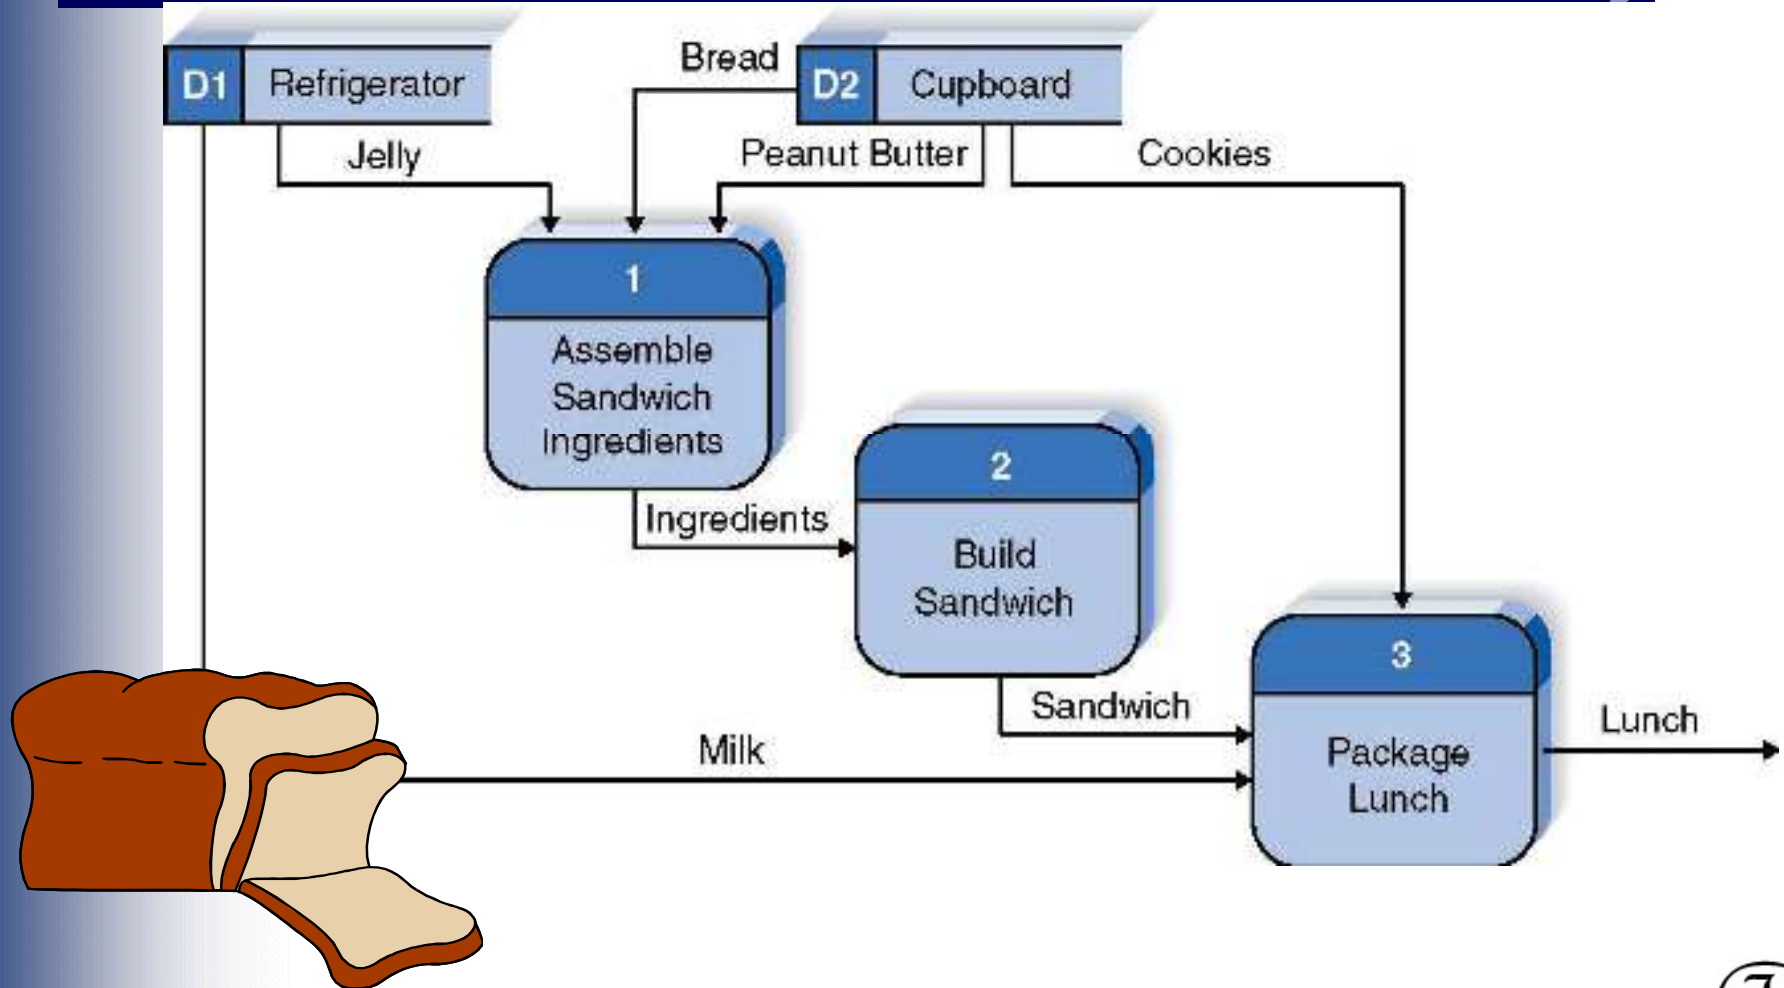 Bread
D1 Refrigerator
D2 Cupboard
Jelly
Peanut Butter
Cookies
1
Assemble
Sandwich
Ingredients
Ingredients
2
Build
Sandwich
Sandwich
3
Package
Lunch
Milk
Lunch